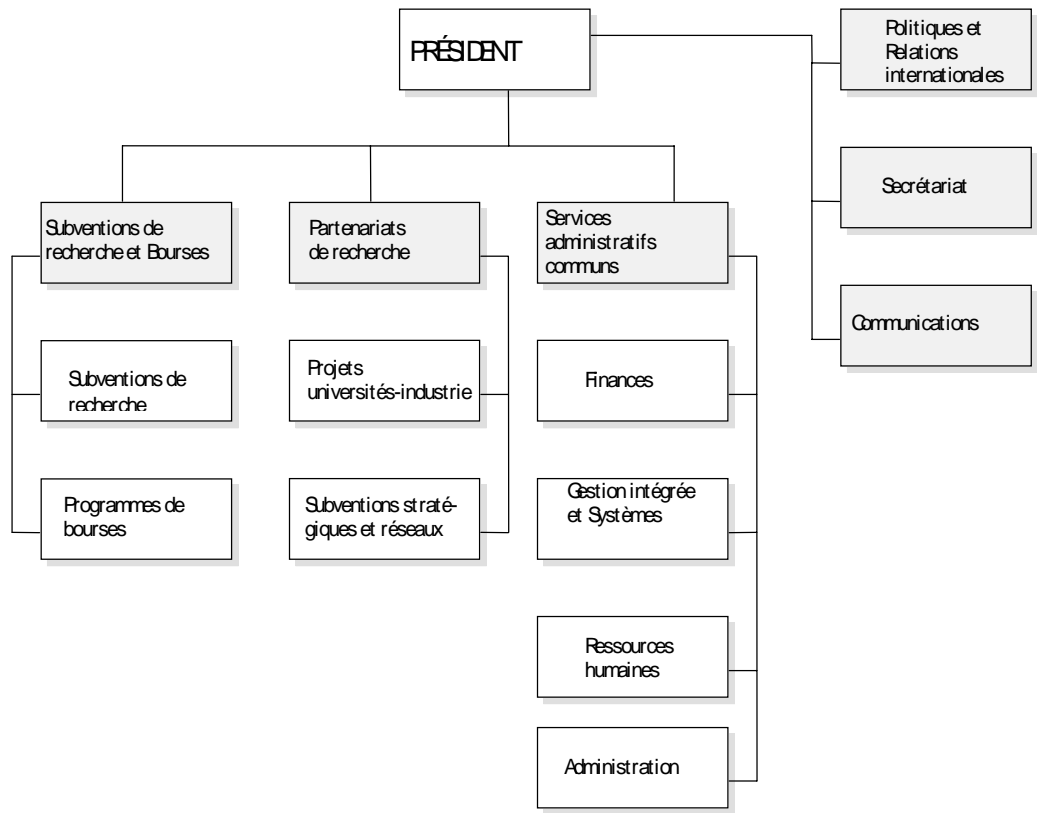 PRÉSIDENT
Politiques et
Relations
internationales
Secrétariat
Communications
Subventions de
recherche et Bourses
Subventions de
recherche
Programmes de
bourses
Partenariats
de recherche
Projets
universités-industrie
Subventions straté-
giques et réseaux
Services
administratifs
communs
Finances
Gestion intégrée
et Systèmes
Ressources
humaines
Administration